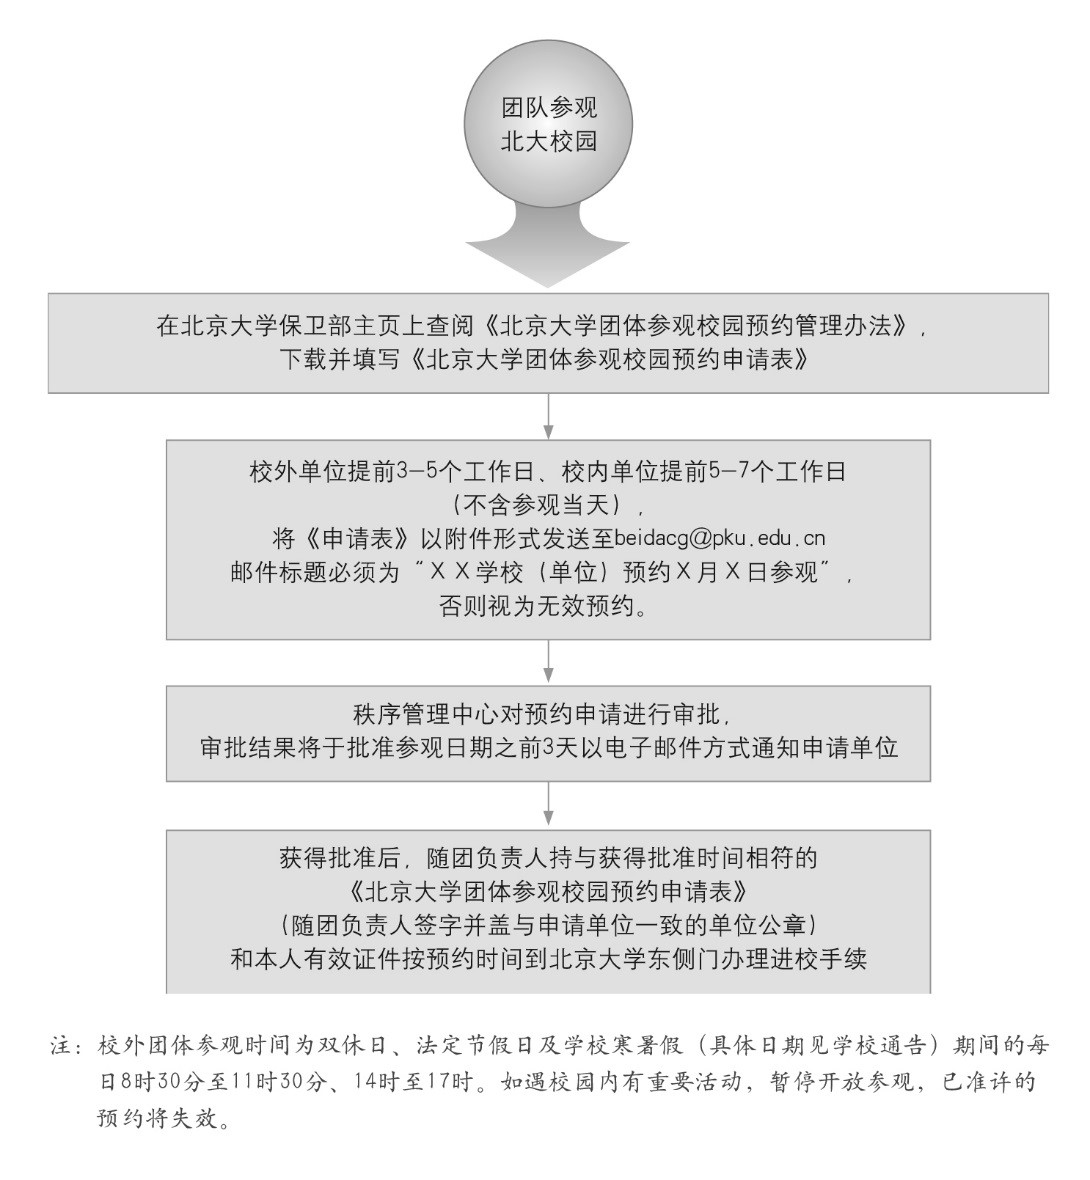 团队参观
北大校园
在北京大学保卫部主页上查阅《北京大学团体参观校园预约管理办法》，
下载并填写《北京大学团体参观校园预约申请表》
校外单位提前3-5个工作日、校内单位提前5-7个工作日
（不含参观当天），
将《申请表》以附件形式发送至beidacg@pku.edu.cn
邮件标题必须为“ＸＸ学校（单位）预约Ｘ月Ｘ日参观”，
否则视为无效预约。
秩序管理中心对预约申请进行审批，
审批结果将于批准参观日期之前3天以电子邮件方式通知申请单位
获得批准后，随团负责人持与获得批准时间相符的
《北京大学团体参观校园预约申请表》
（随团负责人签字并盖与申请单位一致的单位公章）
和本人有效证件按预约时间到北京大学东侧门办理进校手续
注：校外团体参观时间为双休日、法定节假日及学校寒暑假（具体日期见学校通告）期间的每
日8时30分至11时30分、14时至17时。如遇校园内有重要活动，暂停开放参观，已准许的
预约将失效。